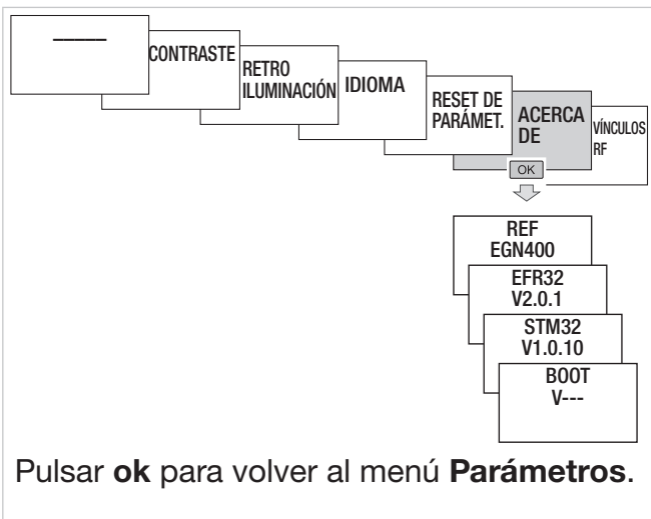 CONTRASTE
RETRO
ILUMINACIÓN
IDIOMA
RESET DE
PARÁMET.
ACERCA
DE
VÍNCULOS
RF
OK
REF
EGN400
EFR32
V2.0.1
STM32
V1.0.10
BOOT
V---
Pulsar ok para volver al menú Parámetros.